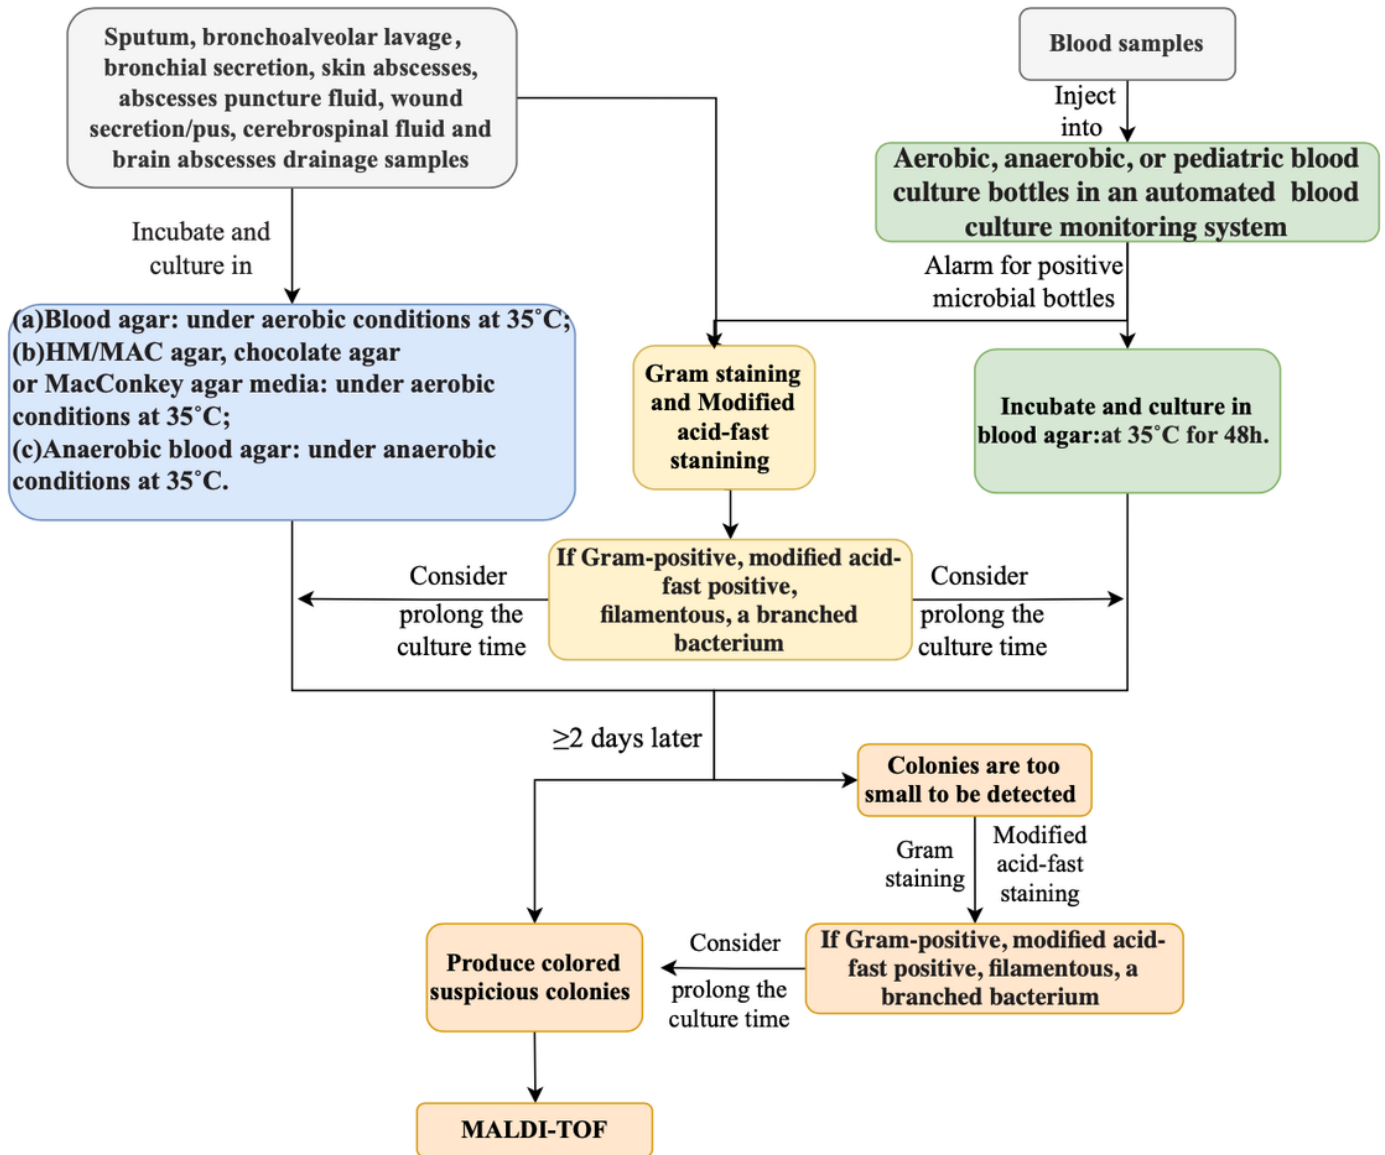 Sputum, bronchoalveolar lavage,
bronchial secretion, skin abscesses,
abscesses puncture fluid, wound
secretion/pus, cerebrospinal fluid and
brain abscesses drainage samples
Blood samples
Inject
into
Aerobic, anaerobic, or pediatric blood
culture bottles in an automated blood
culture monitoring system
Incubate and
culture in
Alarm for positive
microbial bottles
(a)Blood agar: under aerobic conditions at 35°C;
(b)HM/MAC agar, chocolate agar
or MacConkey agar media: under aerobic
conditions at 35°C;
(c)Anaerobic blood agar: under anaerobic
conditions at 35°C.
Gram staining
and Modified
acid-fast
stanining
Incubate and culture in
blood agar:at 35°C for 48h.
If Gram-positive, modified acid-
fast positive,
filamentous, a branched
bacterium
Consider
prolong the
culture time
Consider
prolong the
culture time
≥2 days later
Colonies are too
small to be detected
Gram
staining
Modified
acid-fast
staining
If Gram-positive, modified acid-
fast positive, filamentous, a
branched bacterium
Consider
prolong the
culture time
Produce colored
suspicious colonies
MALDI-TOF